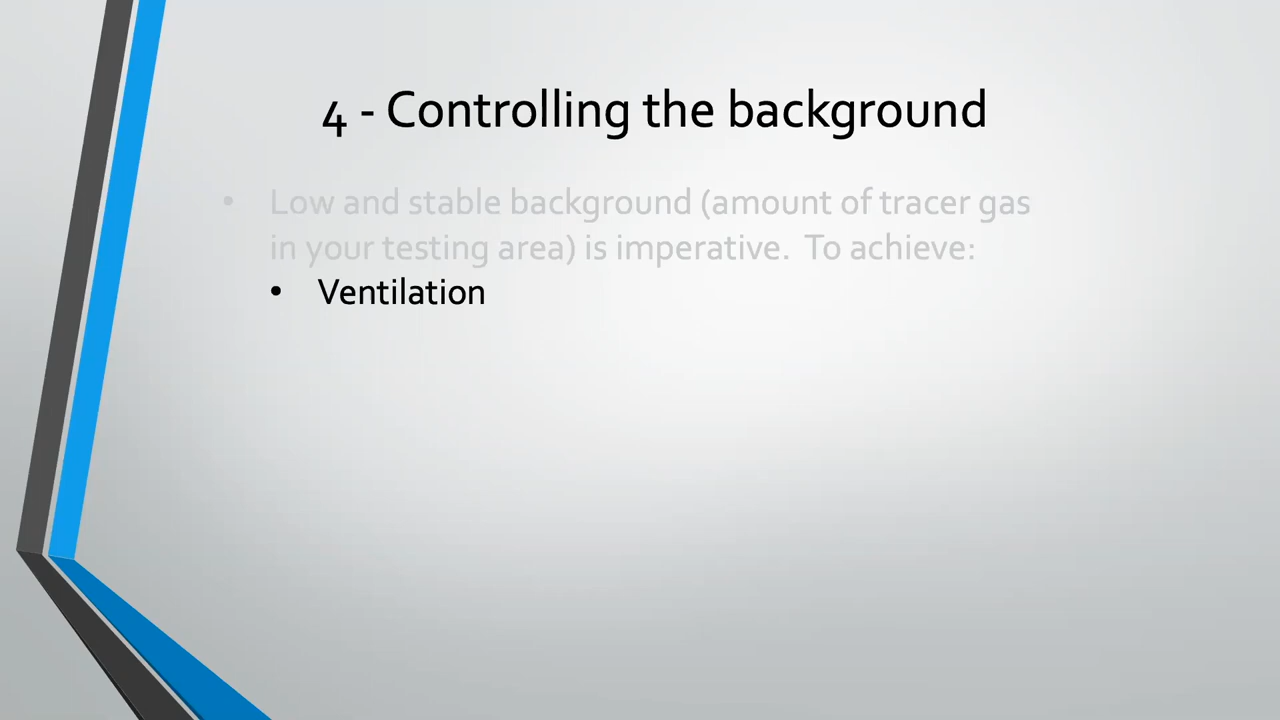 4 - Controlling the background
• Low and stable background (amount of tracer gas
in your testing area) is imperative.  To achieve:
• Ventilation